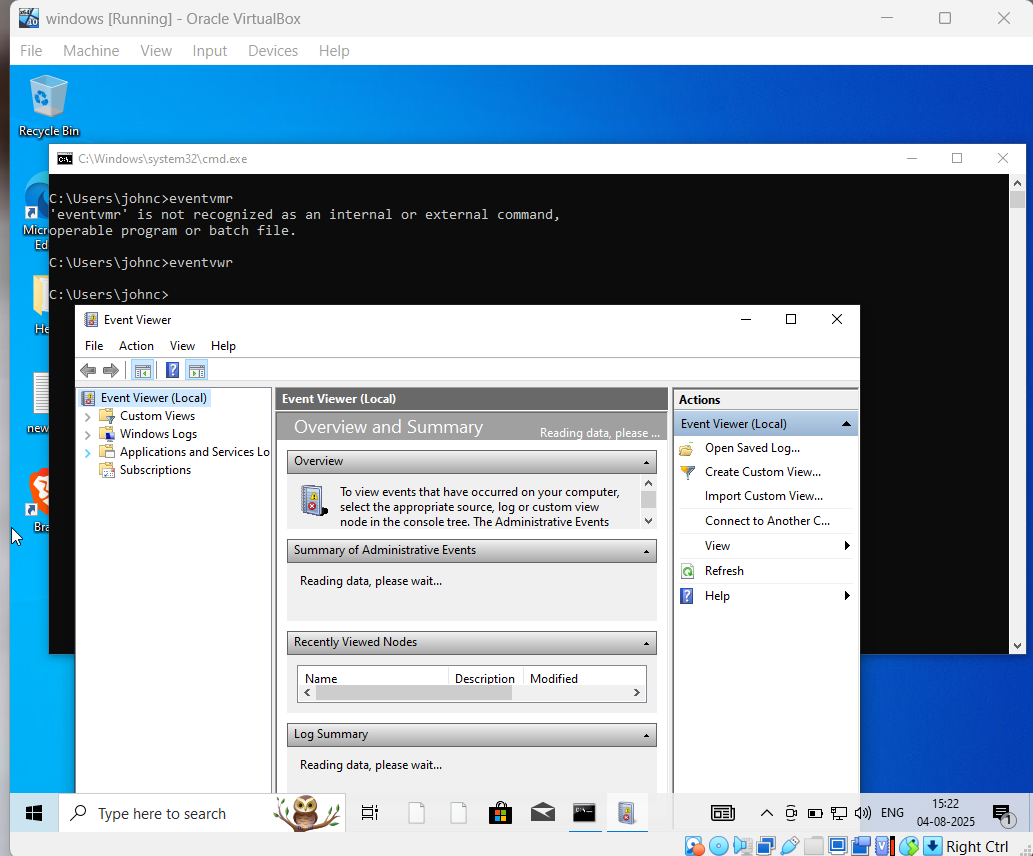 windows [Running] - Oracle VirtualBox
File Machine View Input Devices Help
Recycle Bin
C:\Windows\system32\cmd.exe
C:\Users\johnc>eventvmr
'eventvmr' is not recognized as an internal or external command,
operable program or batch file.
C:\Users\johnc>eventvwr
C:\Users\johnc>
Micro
Ed
He
new
Bra
Event Viewer
File Action View Help
Event Viewer (Local)
Custom Views
Windows Logs
Applications and Services Lo
Subscriptions
Event Viewer (Local)
Overview and Summary
Reading data, please ...
Overview
To view events that have occurred on your computer,
select the appropriate source, log or custom view
node in the console tree. The Administrative Events
Summary of Administrative Events
Reading data, please wait...
Recently Viewed Nodes
Name Description Modified
Log Summary
Reading data, please wait...
Actions
Event Viewer (Local)
Open Saved Log...
Create Custom View...
Import Custom View...
Connect to Another C...
View
Refresh
Help
Type here to search
ENG
15:22
04-08-2025
1
Right Ctrl